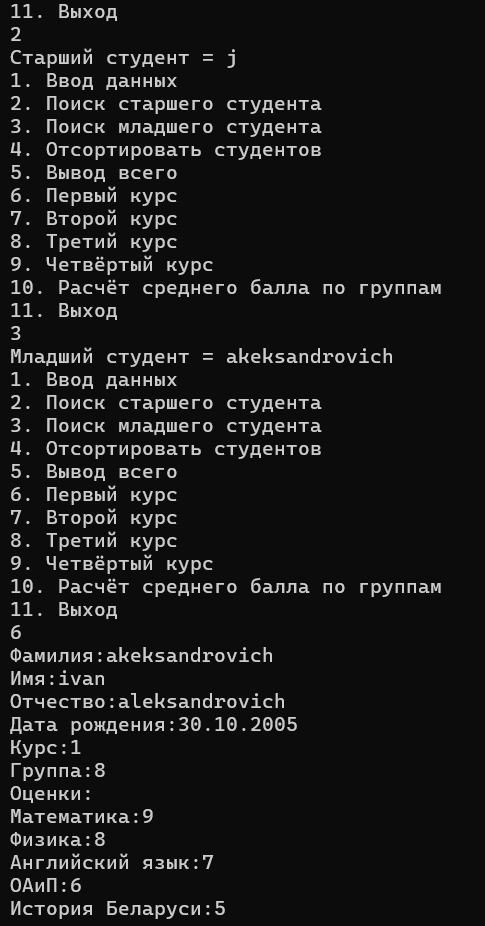 11. Выход
2
Старший студент = j
1. Ввод данных
2. Поиск старшего студента
3. Поиск младшего студента
4. Отсортировать студентов
5. Вывод всего
6. Первый курс
7. Второй курс
8. Третий курс
9. Четвёртый курс
10. Расчёт среднего балла по группам
11. Выход
3
Младший студент = akeksandrovich
1. Ввод данных
2. Поиск старшего студента
3. Поиск младшего студента
4. Отсортировать студентов
5. Вывод всего
6. Первый курс
7. Второй курс
8. Третий курс
9. Четвёртый курс
10. Расчёт среднего балла по группам
11. Выход
6
Фамилия:akeksandrovich
Имя:ivan
Отчество:aleksandrovich
Дата рождения:30.10.2005
Курс:1
Группа:8
Оценки:
Математика:9
Физика:8
Английский язык:7
ОАиП:6
История Беларуси:5